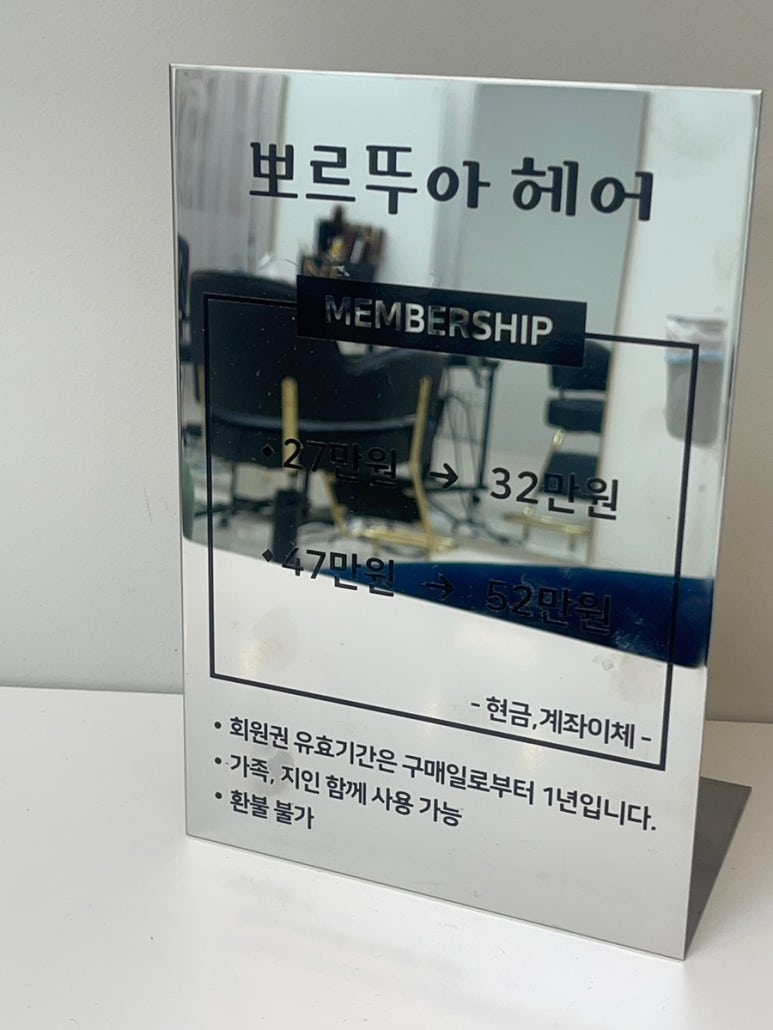 뽀르뚜아 헤어
MEMBERSHIP
◆27만원 → 32만원
◆47만원 → 52만원
- 현금,계좌이체 -
• 회원권 유효기간은 구매일로부터 1년입니다.
• 가족, 지인 함께 사용 가능
• 환불 불가